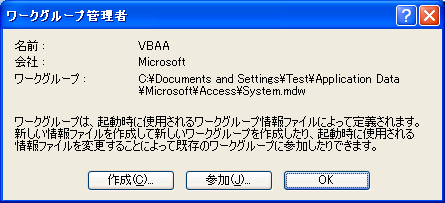 ワークグループ管理者
名前： VBAA
会社： Microsoft
ワークグループ： C:¥Documents and Settings¥Test¥Application Data
¥Microsoft¥Access¥System.mdw
ワークグループは、起動時に使用されるワークグループ情報ファイルによって定義されます。
新しい情報ファイルを作成して新しいワークグループを作成したり、起動時に使用される
情報ファイルを変更することによって既存のワークグループに参加したりできます。
作成(C)... 参加(J)... OK